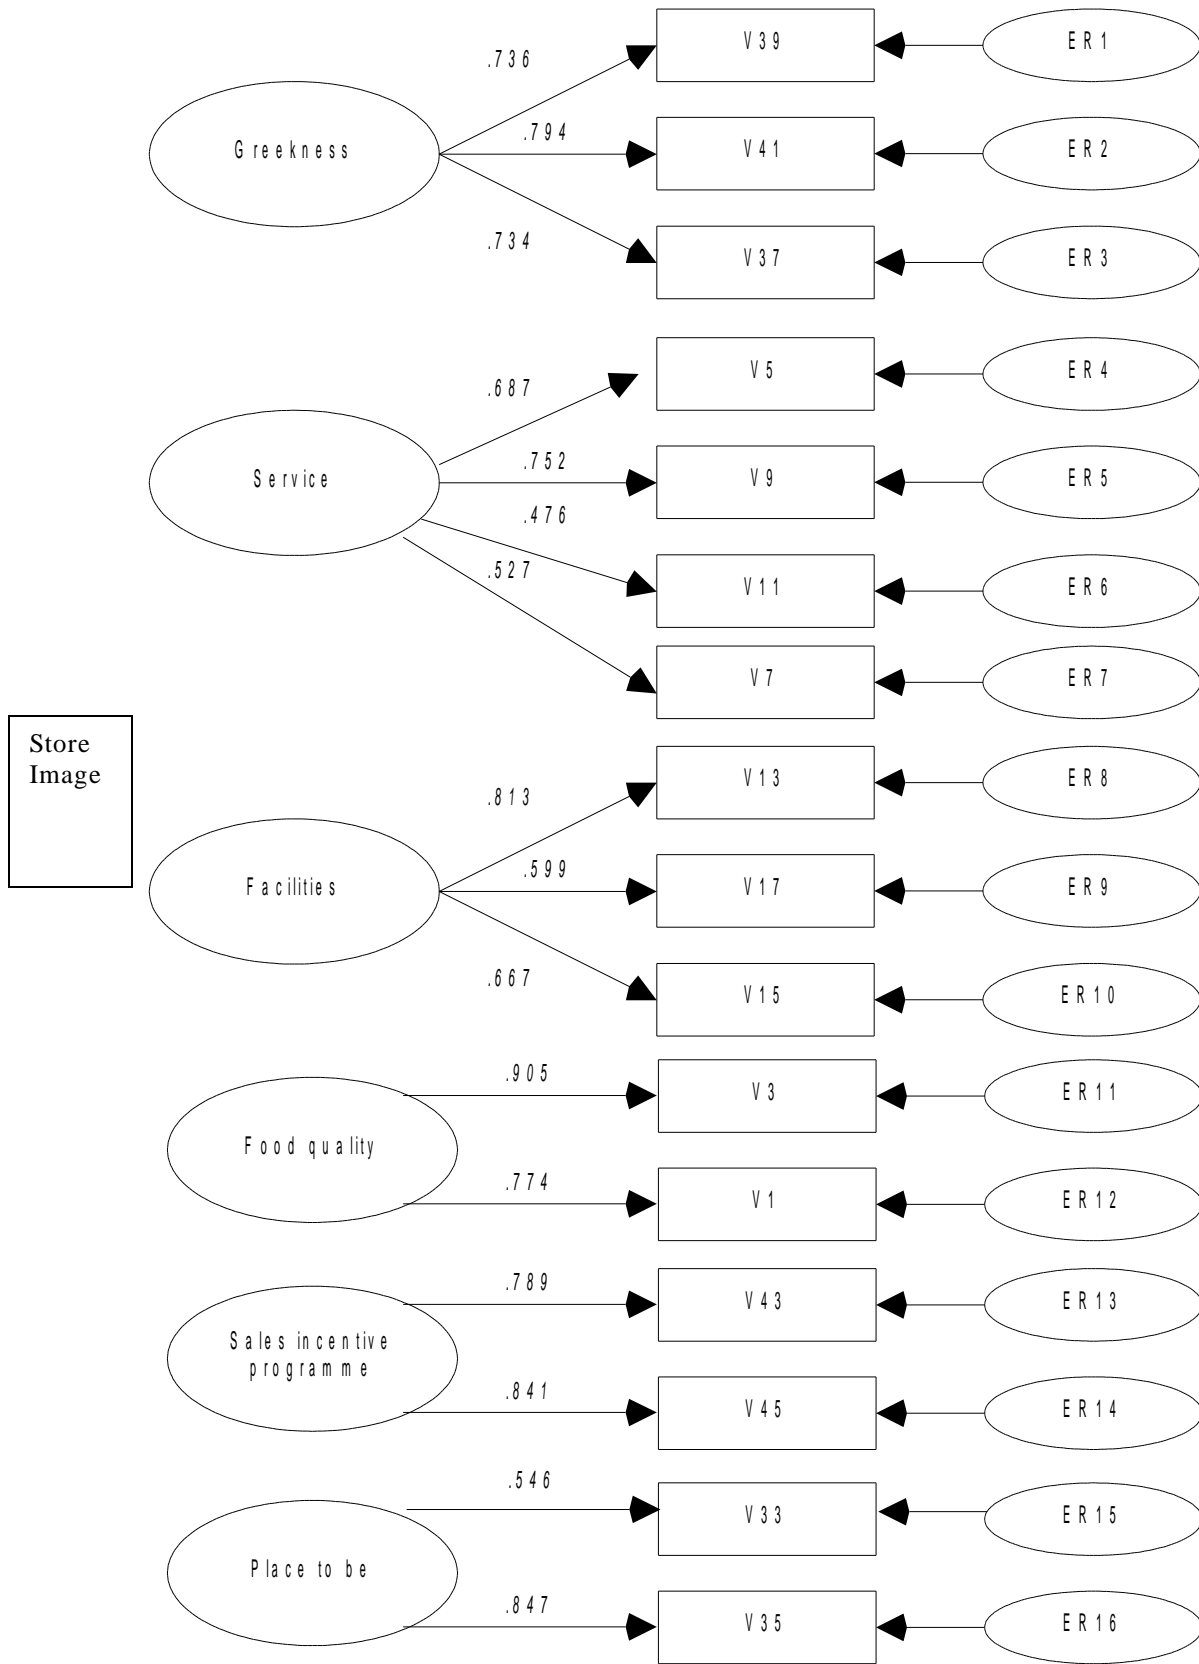 .736
V39
ER1
Greekness
.794
V41
ER2
.734
V37
ER3
.687
V5
ER4
Service
.752
V9
ER5
.476
V11
ER6
.527
V7
ER7
Store
Image
.813
V13
ER8
Facilities
.599
V17
ER9
.667
V15
ER10
.905
V3
ER11
Food quality
.774
V1
ER12
.789
V43
ER13
Sales incentive
programme
.841
V45
ER14
.546
V33
ER15
Place to be
.847
V35
ER16